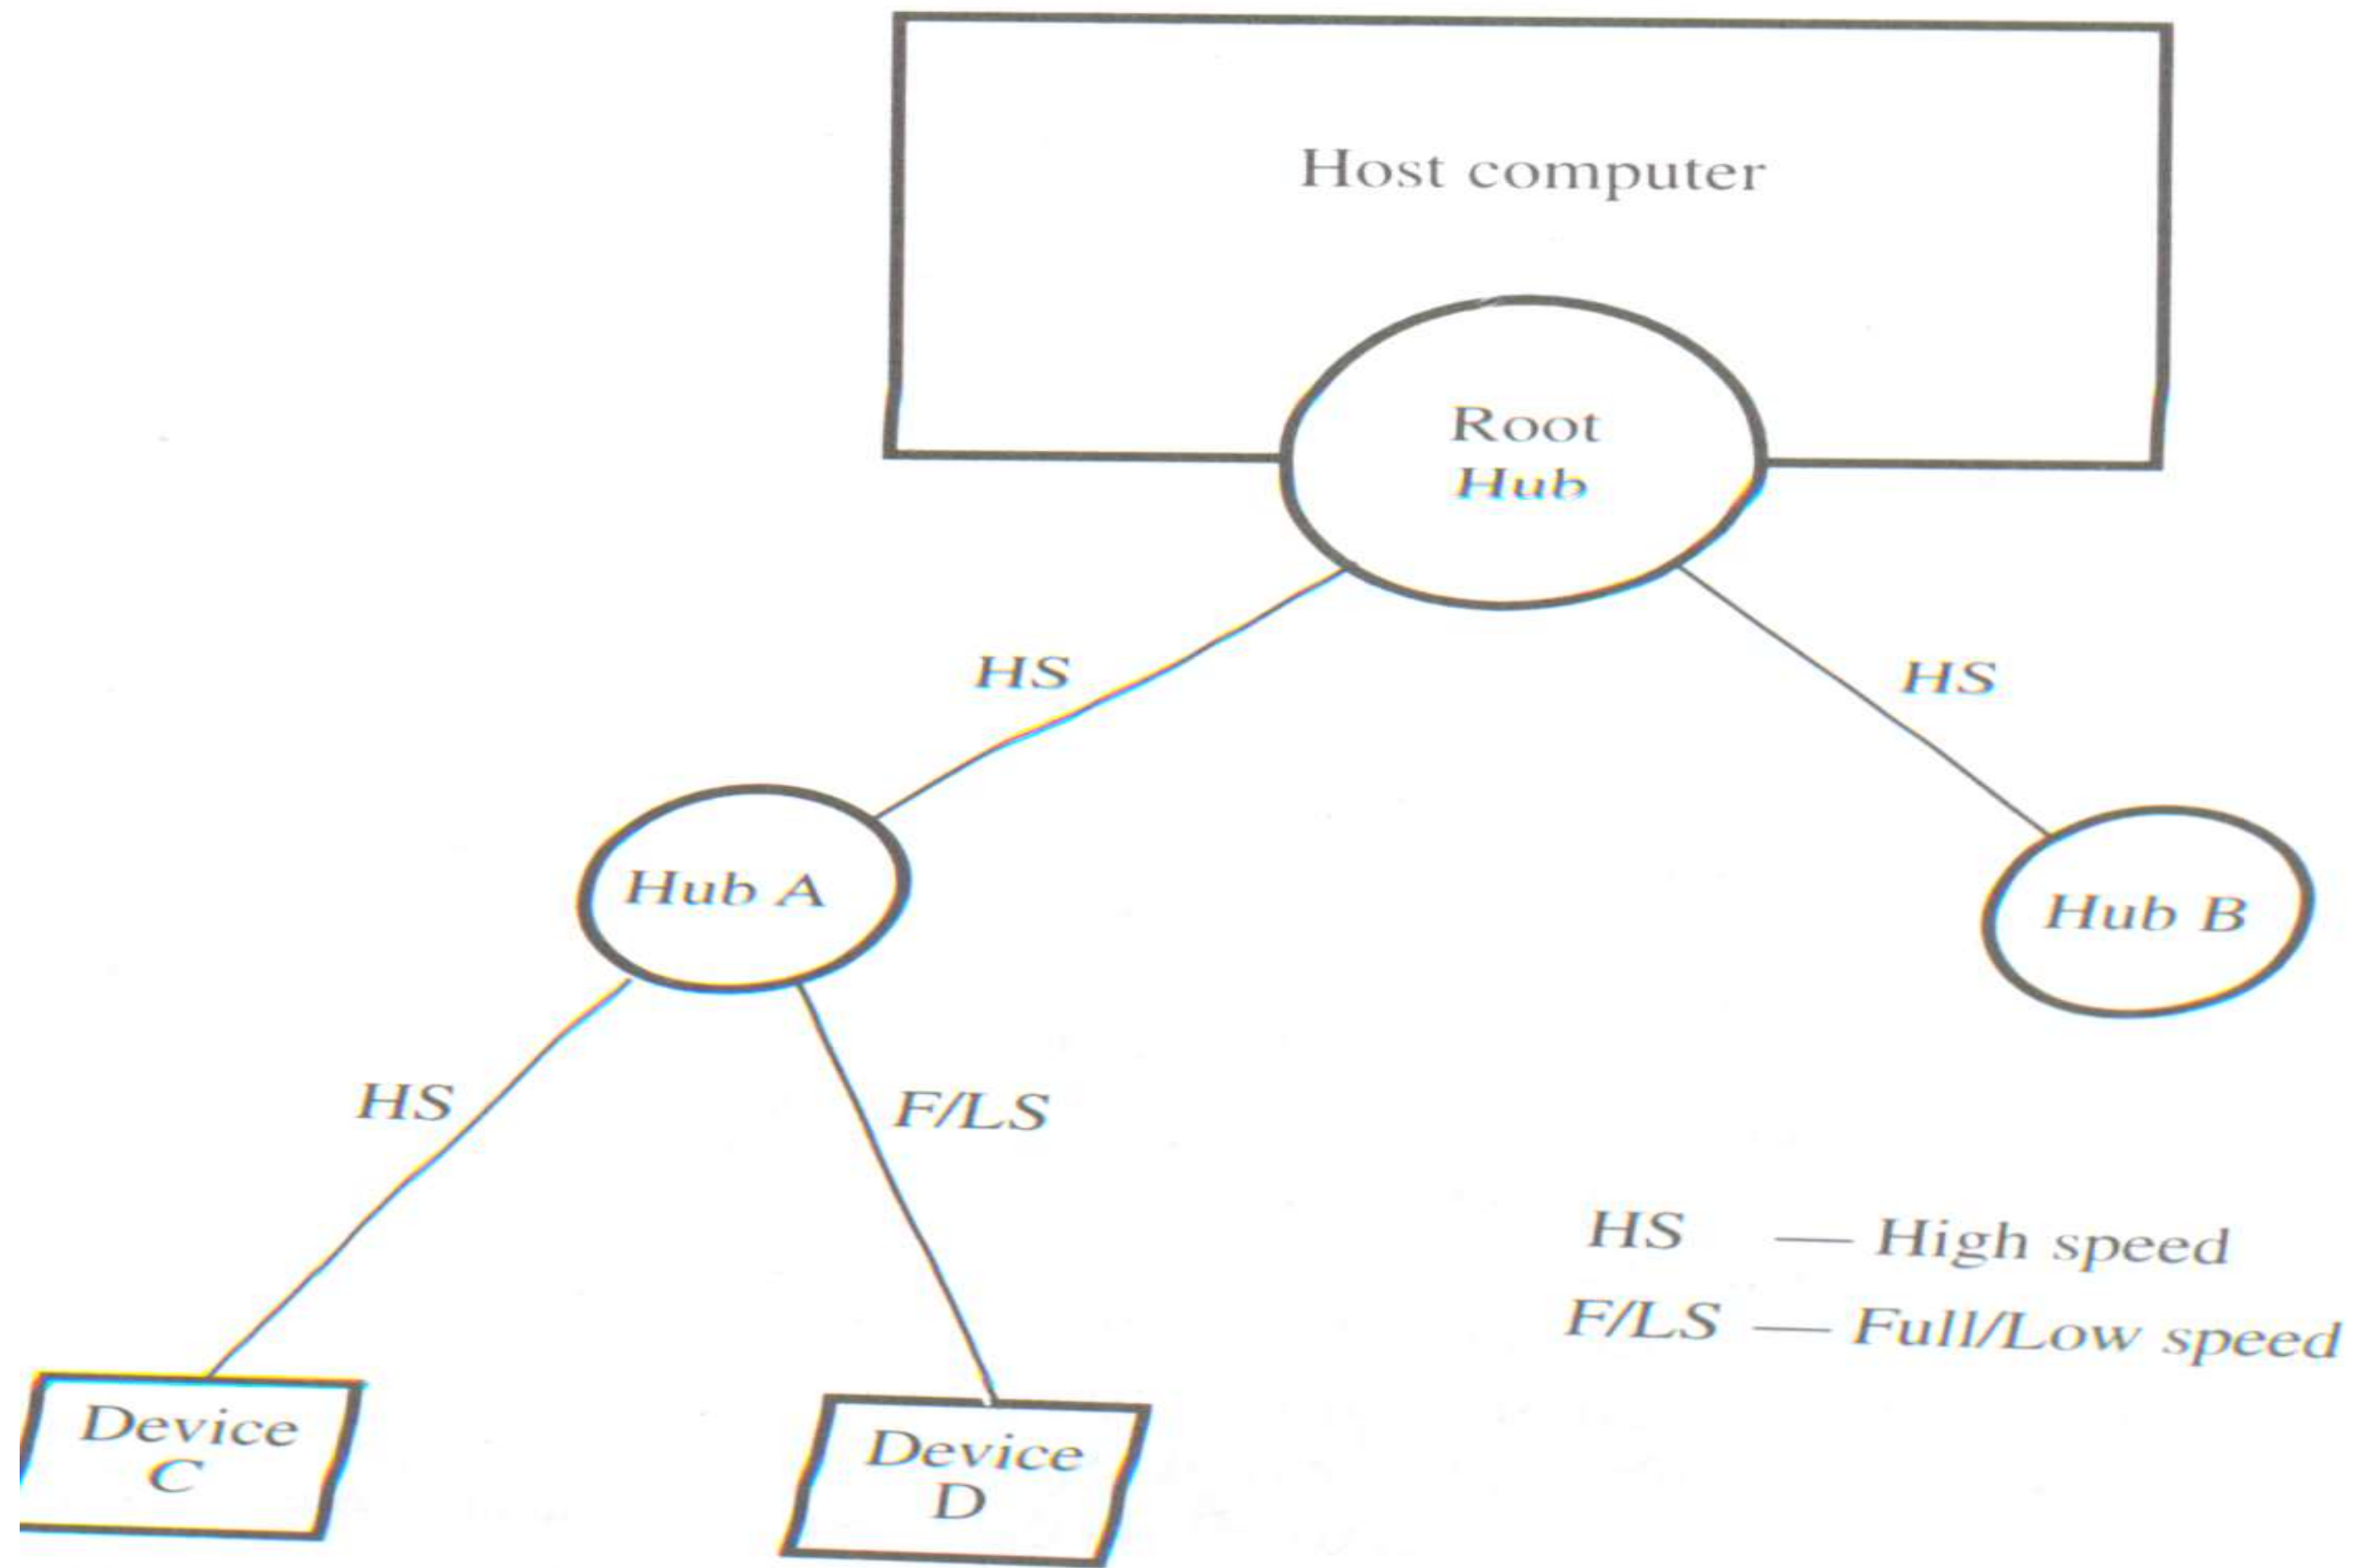 Host computer
Root
Hub
HS
HS
Hub A
Hub B
HS
F/LS
HS — High speed
F/LS — Full/Low speed
Device
C
Device
D